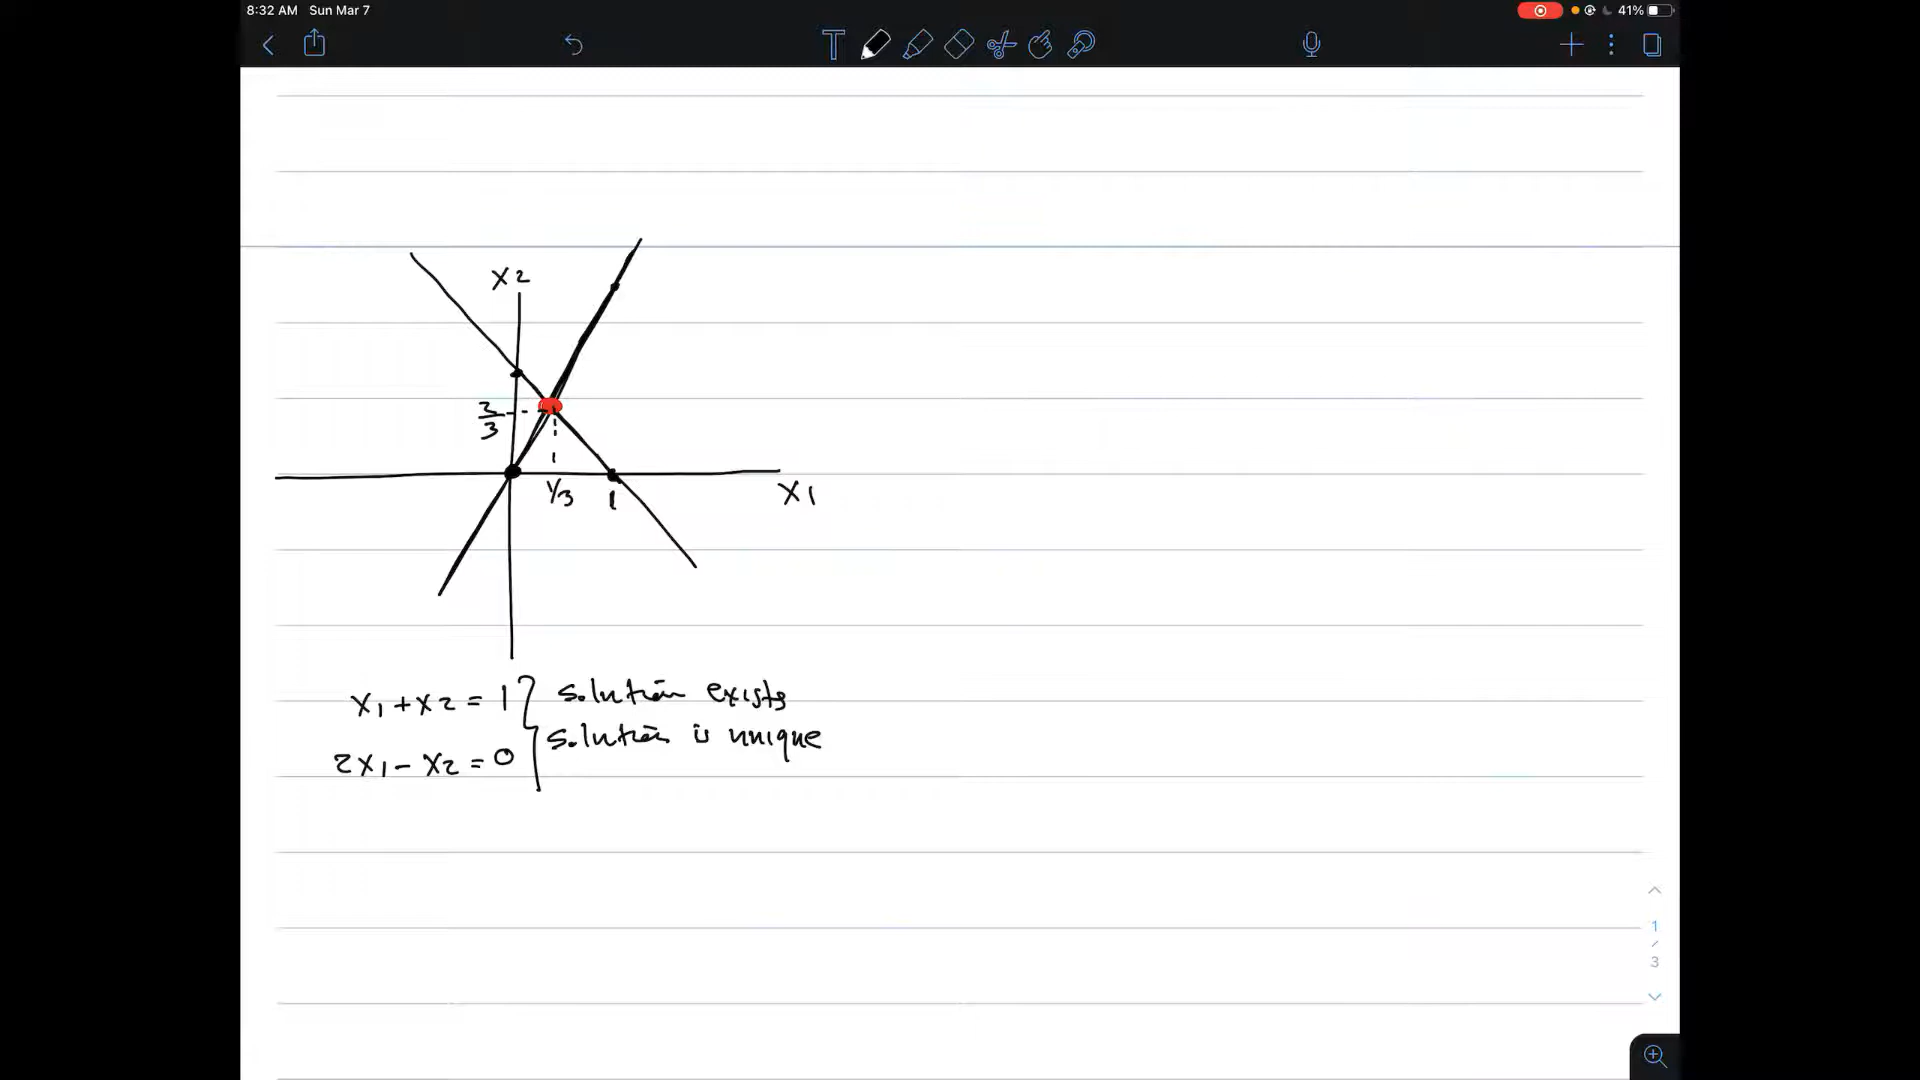 8:32 AM Sun Mar 7
41%
T
X2
2/3
1/3
1
X1
x1 + x2 = 1 } solution exists
solution is unique
2x1 - x2 = 0
1
/
3